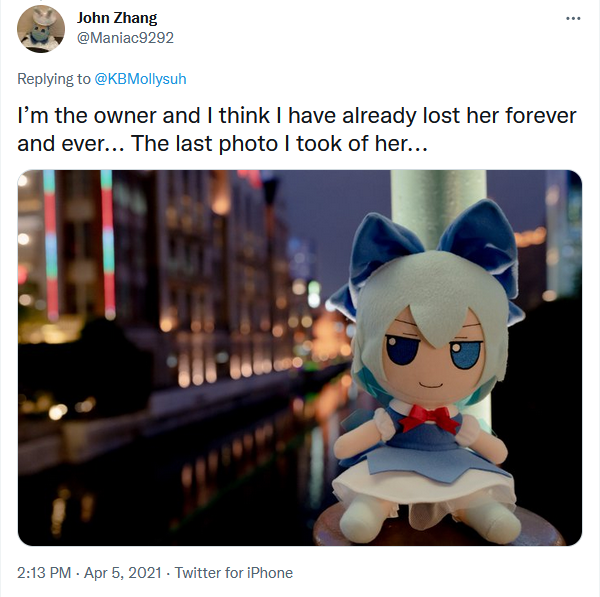 John Zhang
@Maniac9292
Replying to @KBMollysuh
I’m the owner and I think I have already lost her forever
and ever… The last photo I took of her…
2:13 PM · Apr 5, 2021 · Twitter for iPhone